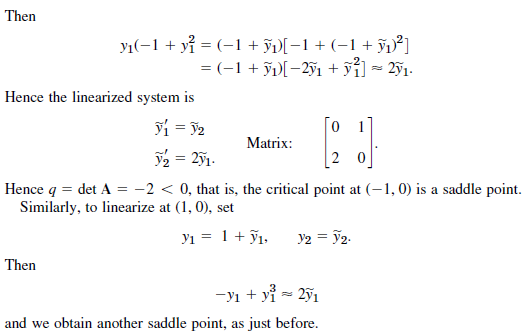 Then
y₁(−1 + y₁² = (−1 + ỹ₁)[−1 + (−1 + ỹ₁)²]
= (−1 + ỹ₁)[−2ỹ₁ + ỹ₁²] ≈ 2ỹ₁.
Hence the linearized system is
ỹ₁′ = ỹ₂
ỹ₂′ = 2ỹ₁.
Matrix:
[0 1]
[2 0].
Hence q = det A = −2 < 0, that is, the critical point at (−1, 0) is a saddle point.
Similarly, to linearize at (1, 0), set
y₁ = 1 + ỹ₁, y₂ = ỹ₂.
Then
−y₁ + y₁³ ≈ 2ỹ₁
and we obtain another saddle point, as just before.